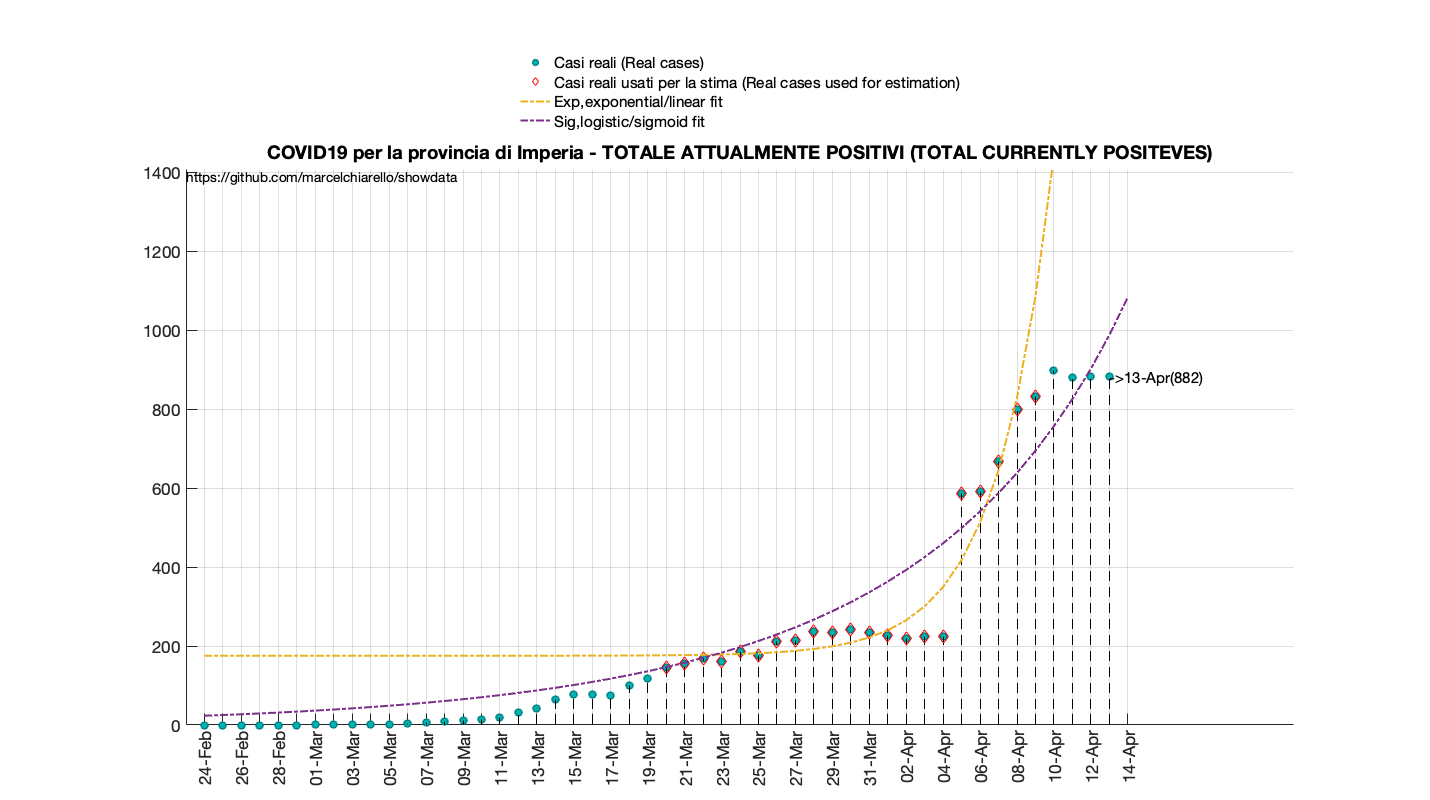 Casi reali (Real cases)
Casi reali usati per la stima (Real cases used for estimation)
Exp,exponential/linear fit
Sig,logistic/sigmoid fit
COVID19 per la provincia di Imperia - TOTALE ATTUALMENTE POSITIVI (TOTAL CURRENTLY POSITEVES)
https://github.com/marcelchiarello/showdata
1400
1200
1000
800
600
400
200
0
->13-Apr(882)
24-Feb
26-Feb
28-Feb
01-Mar
03-Mar
05-Mar
07-Mar
09-Mar
11-Mar
13-Mar
15-Mar
17-Mar
19-Mar
21-Mar
23-Mar
25-Mar
27-Mar
29-Mar
31-Mar
02-Apr
04-Apr
06-Apr
08-Apr
10-Apr
12-Apr
14-Apr